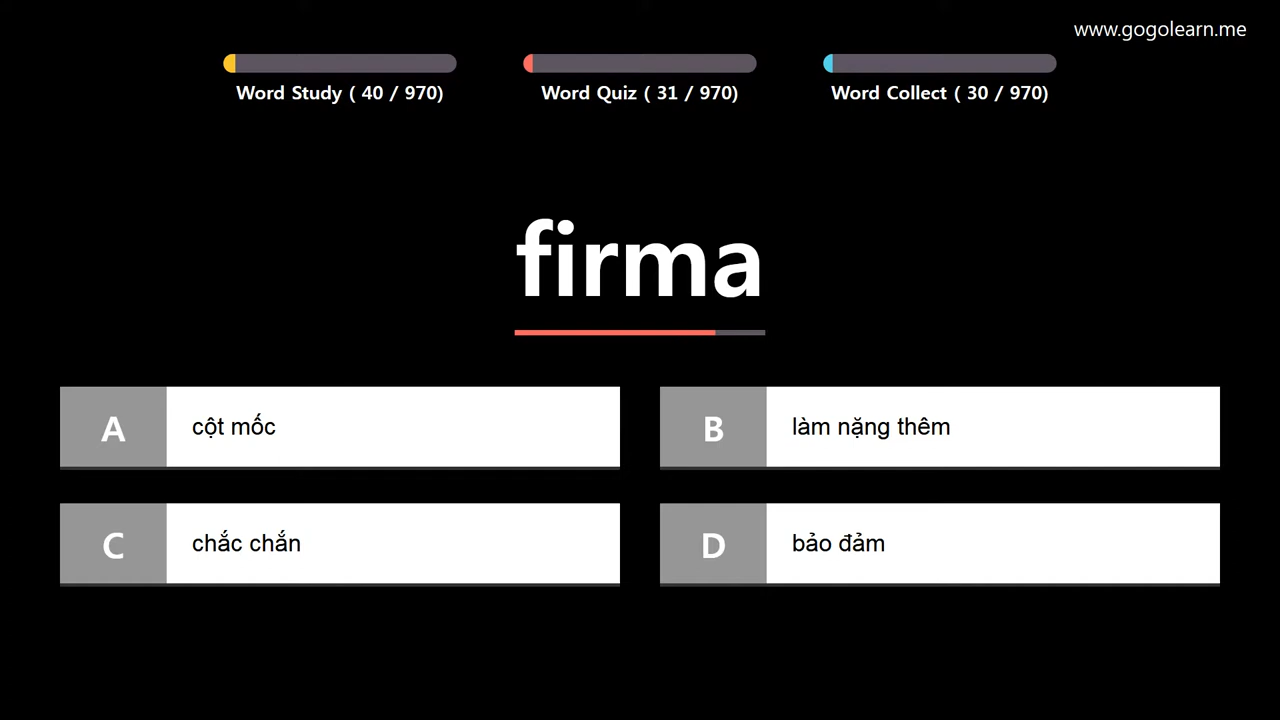 www.gogolearn.me
Word Study ( 40 / 970)
Word Quiz ( 31 / 970)
Word Collect ( 30 / 970)
firma
A cột mốc
B làm nặng thêm
C chắc chắn
D bảo đảm